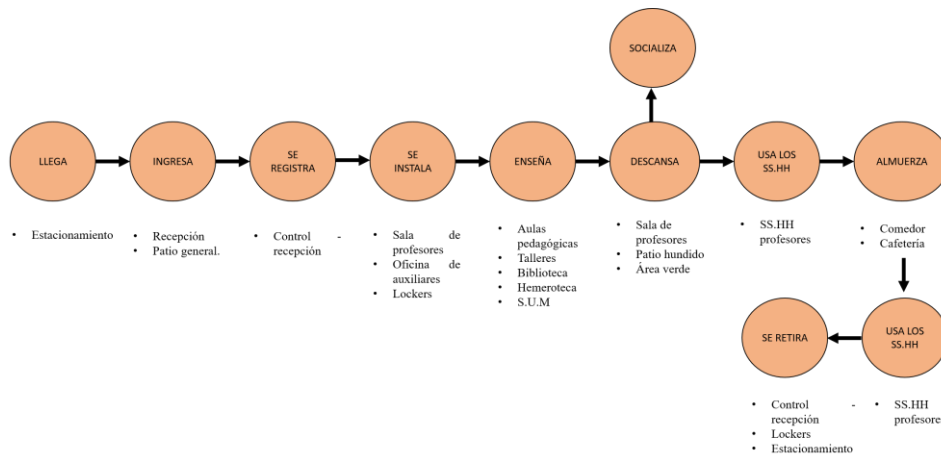 SOCIALIZA
LLEGA
INGRESA
SE
REGISTRA
SE
INSTALA
ENSEÑA
DESCANSA
USA LOS
SS.HH
ALMUERZA
• Estacionamiento
• Recepción
• Patio general.
• Control -
recepción
• Sala de
profesores
• Oficina de
auxiliares
• Lockers
• Aulas
pedagógicas
• Talleres
• Biblioteca
• Hemeroteca
• S.U.M
• Sala de
profesores
• Patio hundido
• Área verde
• SS.HH
profesores
• Comedor
• Cafetería
SE RETIRA
USA LOS
SS.HH
• Control -
recepción
• Lockers
• Estacionamiento
• SS.HH
profesore